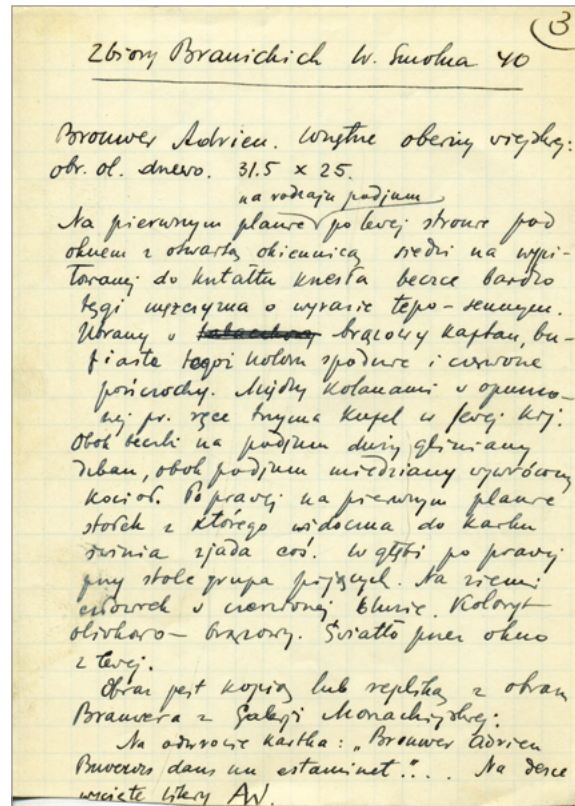 3
Zbiory Branickich W. Smolna 40
Brouwer Adrien. Wnętrze oberży wiejskiej.
obr. ol. drzewo. 31.5 x 25.
na rodzaju podjum
Na pierwszym planie po lewej stronie pod
oknem z otwartą okiennicą siedzi na wypi-
łowanej do kształtu krzesła beczce bardzo
tęgi mężczyzna o wyrazie tępo-sennym.
Ubrany w brązowy kaftan, bu-
fiaste tegoż koloru spodnie i czerwone
pończochy. Między kolanami w opuszczo-
nej pr. ręce trzyma kufel w lewej kij.
Obok beczki na podjum duży gliniany
dzban, obok podjum miedziany wywrócony
kocioł. Po prawej na pierwszym planie
stołek z którego widoczna do karku
świnia zjada coś. W głębi po prawej
przy stole grupa pijących. Na ziemi
człowiek w czerwonej bluzie. Koloryt
oliwkowo-brązowy. Światło przez okno
z lewej.
Obraz jest kopią lub repliką z obrazu
Brauwera z Galerji Monachijskiej.
Na odwrocie kartka: „Brouwer Adrien
Buveurs dans un estaminet"... Na desce
wycięte litery AV.